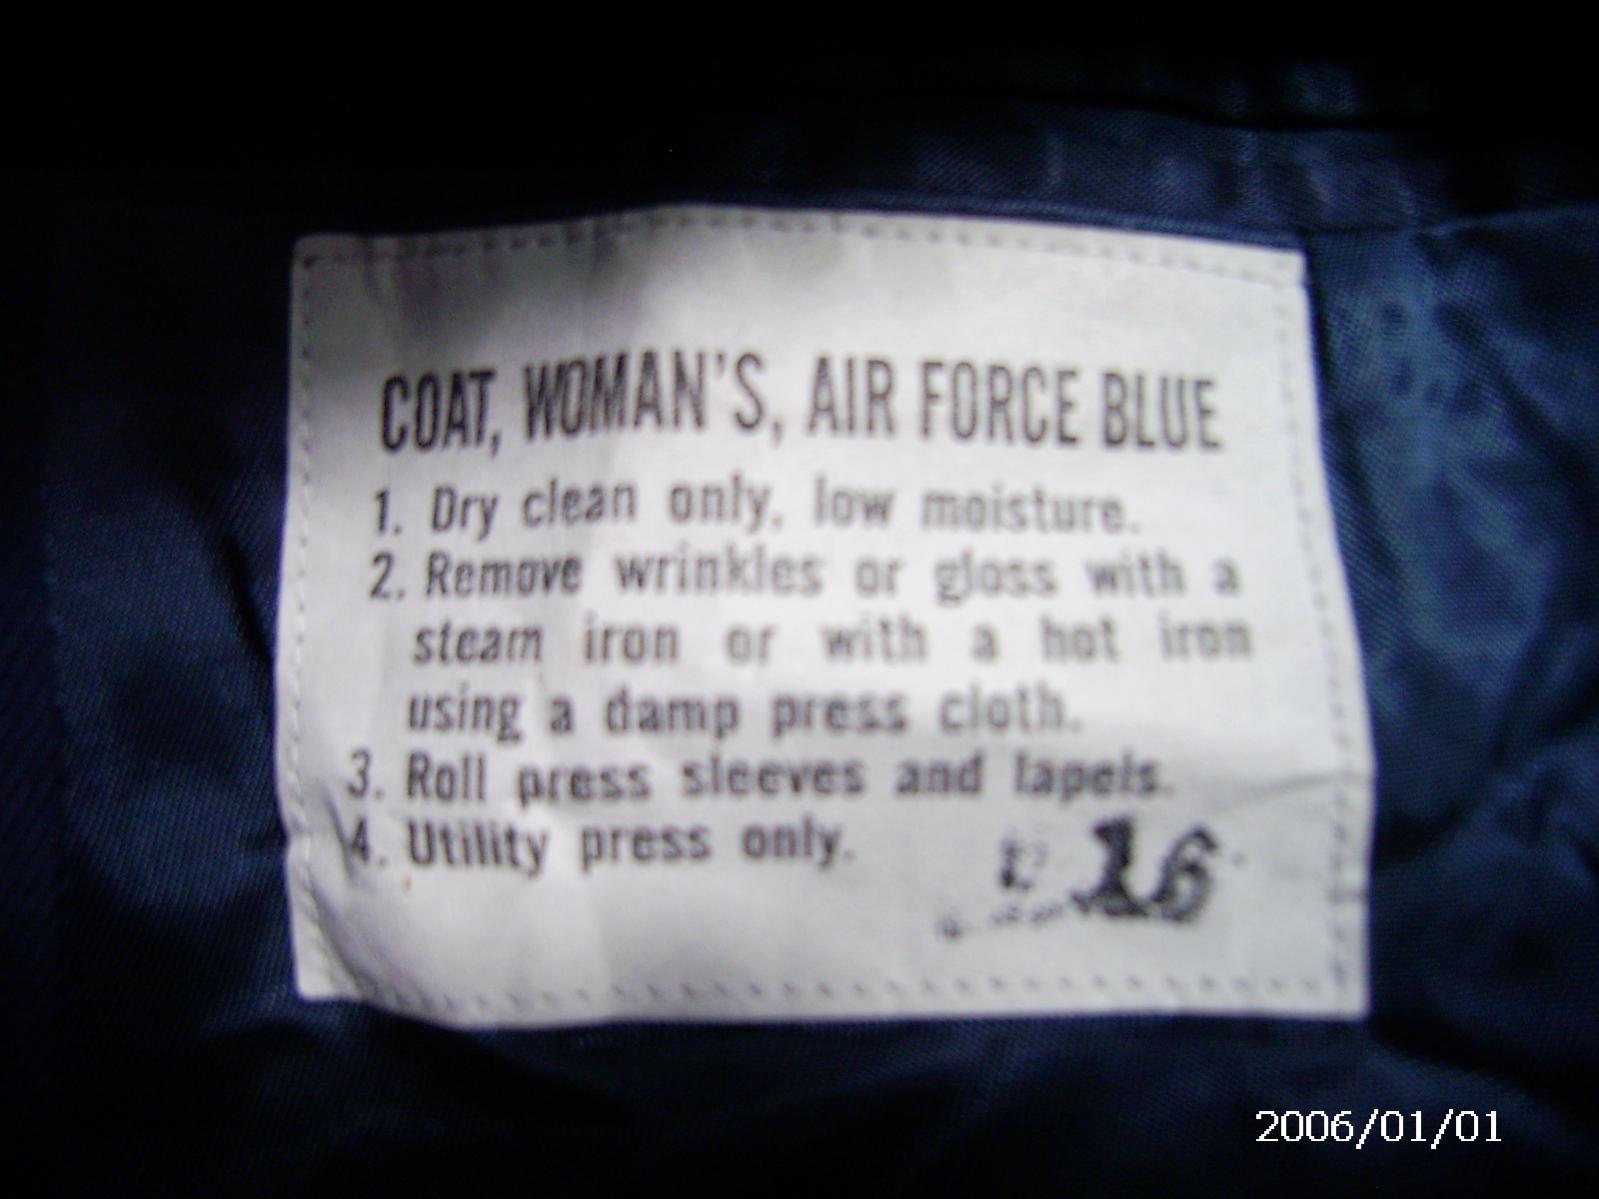 COAT, WOMAN'S, AIR FORCE BLUE
1. Dry clean only, low moisture.
2. Remove wrinkles or gloss with a
steam iron or with a hot iron
using a damp press cloth.
3. Roll press sleeves and lapels.
4. Utility press only.
16
2006/01/01